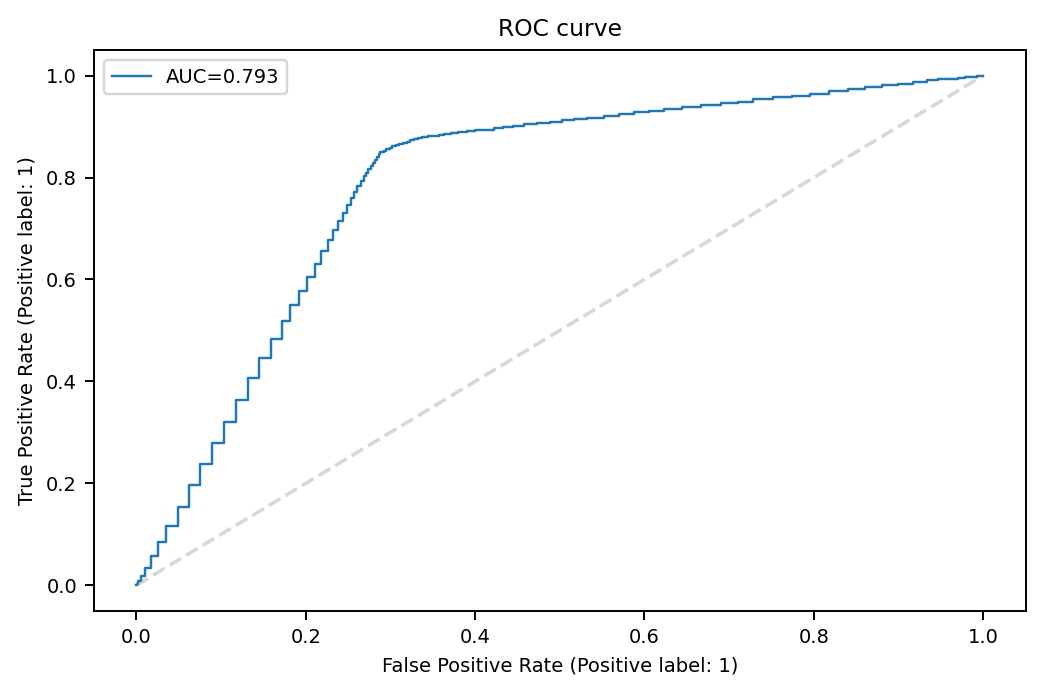 ROC curve
AUC=0.793
True Positive Rate (Positive label: 1)
1.0
0.8
0.6
0.4
0.2
0.0
0.0 0.2 0.4 0.6 0.8 1.0
False Positive Rate (Positive label: 1)